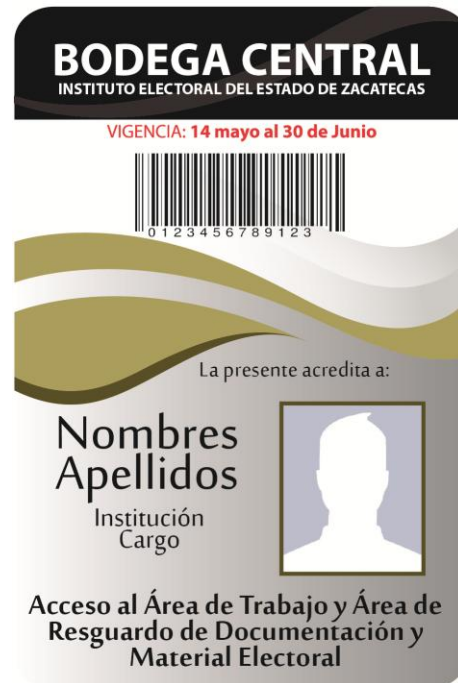 BODEGA CENTRAL
INSTITUTO ELECTORAL DEL ESTADO DE ZACATECAS
VIGENCIA: 14 mayo al 30 de Junio
0123456789123
La presente acredita a:
Nombres
Apellidos
Institución
Cargo
Acceso al Área de Trabajo y Área de
Resguardo de Documentación y
Material Electoral